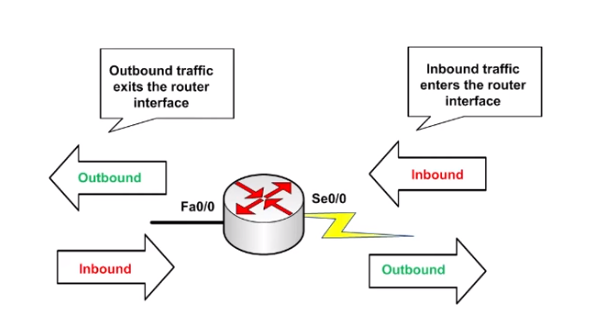 Outbound traffic
exits the router
interface
Inbound traffic
enters the router
interface
Outbound
Inbound
Fa0/0
Se0/0
Inbound
Outbound